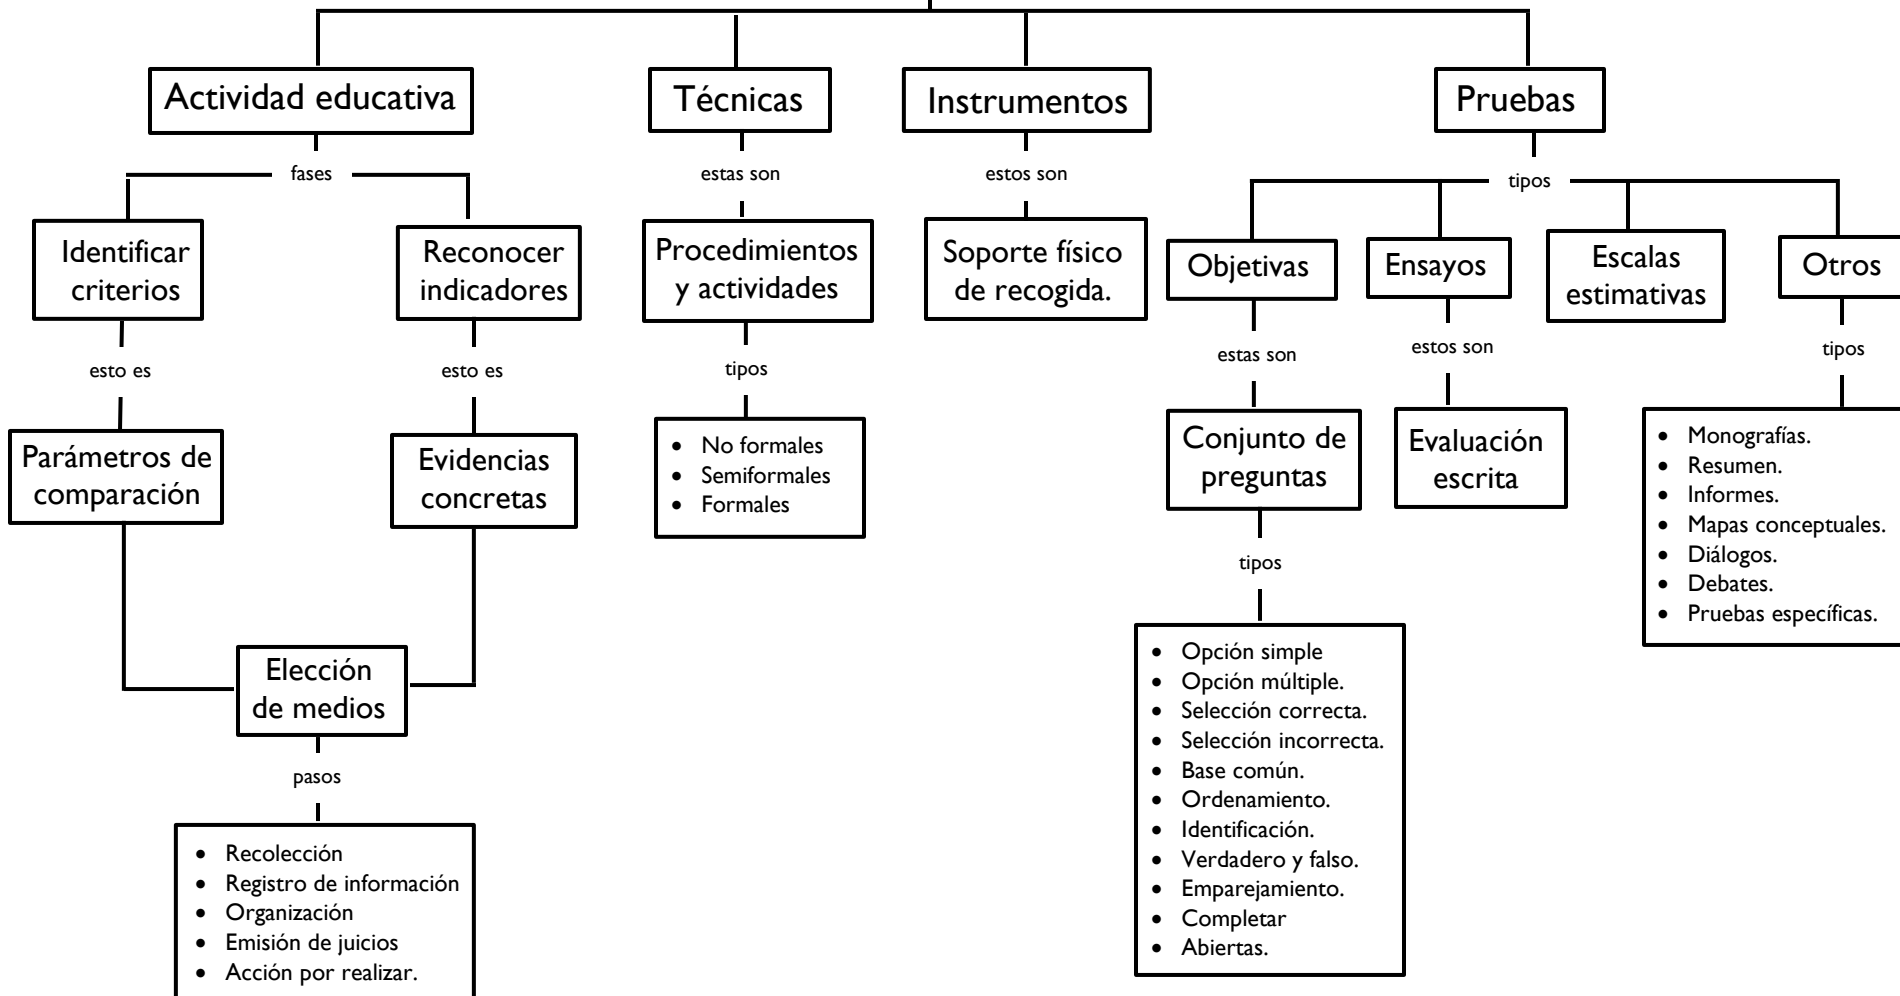 Actividad educativa
Técnicas
Instrumentos
Pruebas
fases
estas son
estos son
tipos
Identificar
criterios
Reconocer
indicadores
Procedimientos
y actividades
Soporte físico
de recogida.
Objetivas
Ensayos
Escalas
estimativas
Otros
esto es
esto es
tipos
estas son
estos son
tipos
Parámetros de
comparación
Evidencias
concretas
• No formales
• Semiformales
• Formales
Conjunto de
preguntas
Evaluación
escrita
• Monografías.
• Resumen.
• Informes.
• Mapas conceptuales.
• Diálogos.
• Debates.
• Pruebas específicas.
tipos
Elección
de medios
• Opción simple
• Opción múltiple.
• Selección correcta.
• Selección incorrecta.
• Base común.
• Ordenamiento.
• Identificación.
• Verdadero y falso.
• Emparejamiento.
• Completar
• Abiertas.
pasos
• Recolección
• Registro de información
• Organización
• Emisión de juicios
• Acción por realizar.